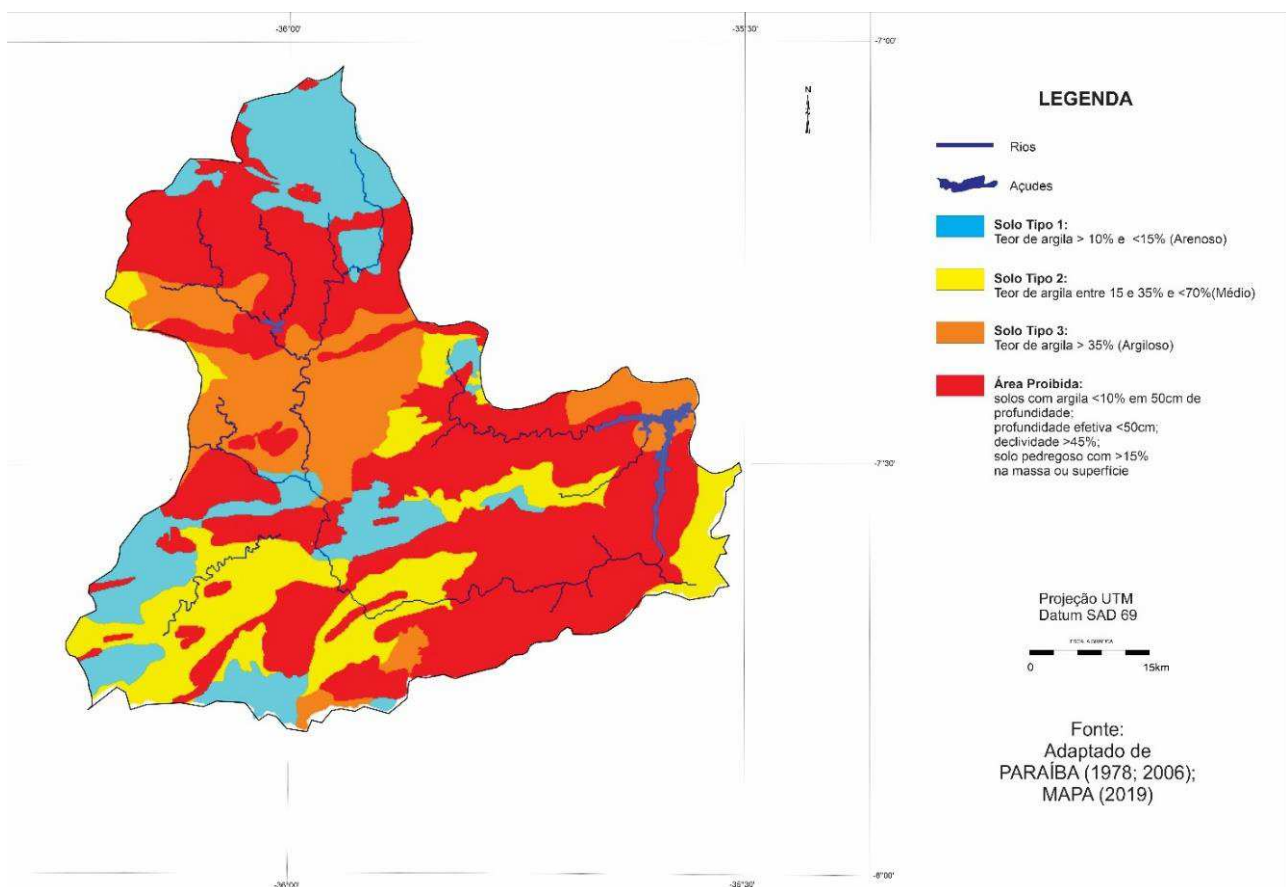 -36°00'
-35°30'
-7°00'
N
LEGENDA
Rios
Açudes
Solo Tipo 1:
Teor de argila > 10% e <15% (Arenoso)
Solo Tipo 2:
Teor de argila entre 15 e 35% e <70%(Médio)
Solo Tipo 3:
Teor de argila > 35% (Argiloso)
Área Proibida:
solos com argila <10% em 50cm de
profundidade;
profundidade efetiva <50cm;
declividade >45%;
solo pedregoso com >15%
na massa ou superfície
-7°30'
Projeção UTM
Datum SAD 69
0 15km
Fonte:
Adaptado de
PARAÍBA (1978; 2006);
MAPA (2019)
-36°00'
-8°00'